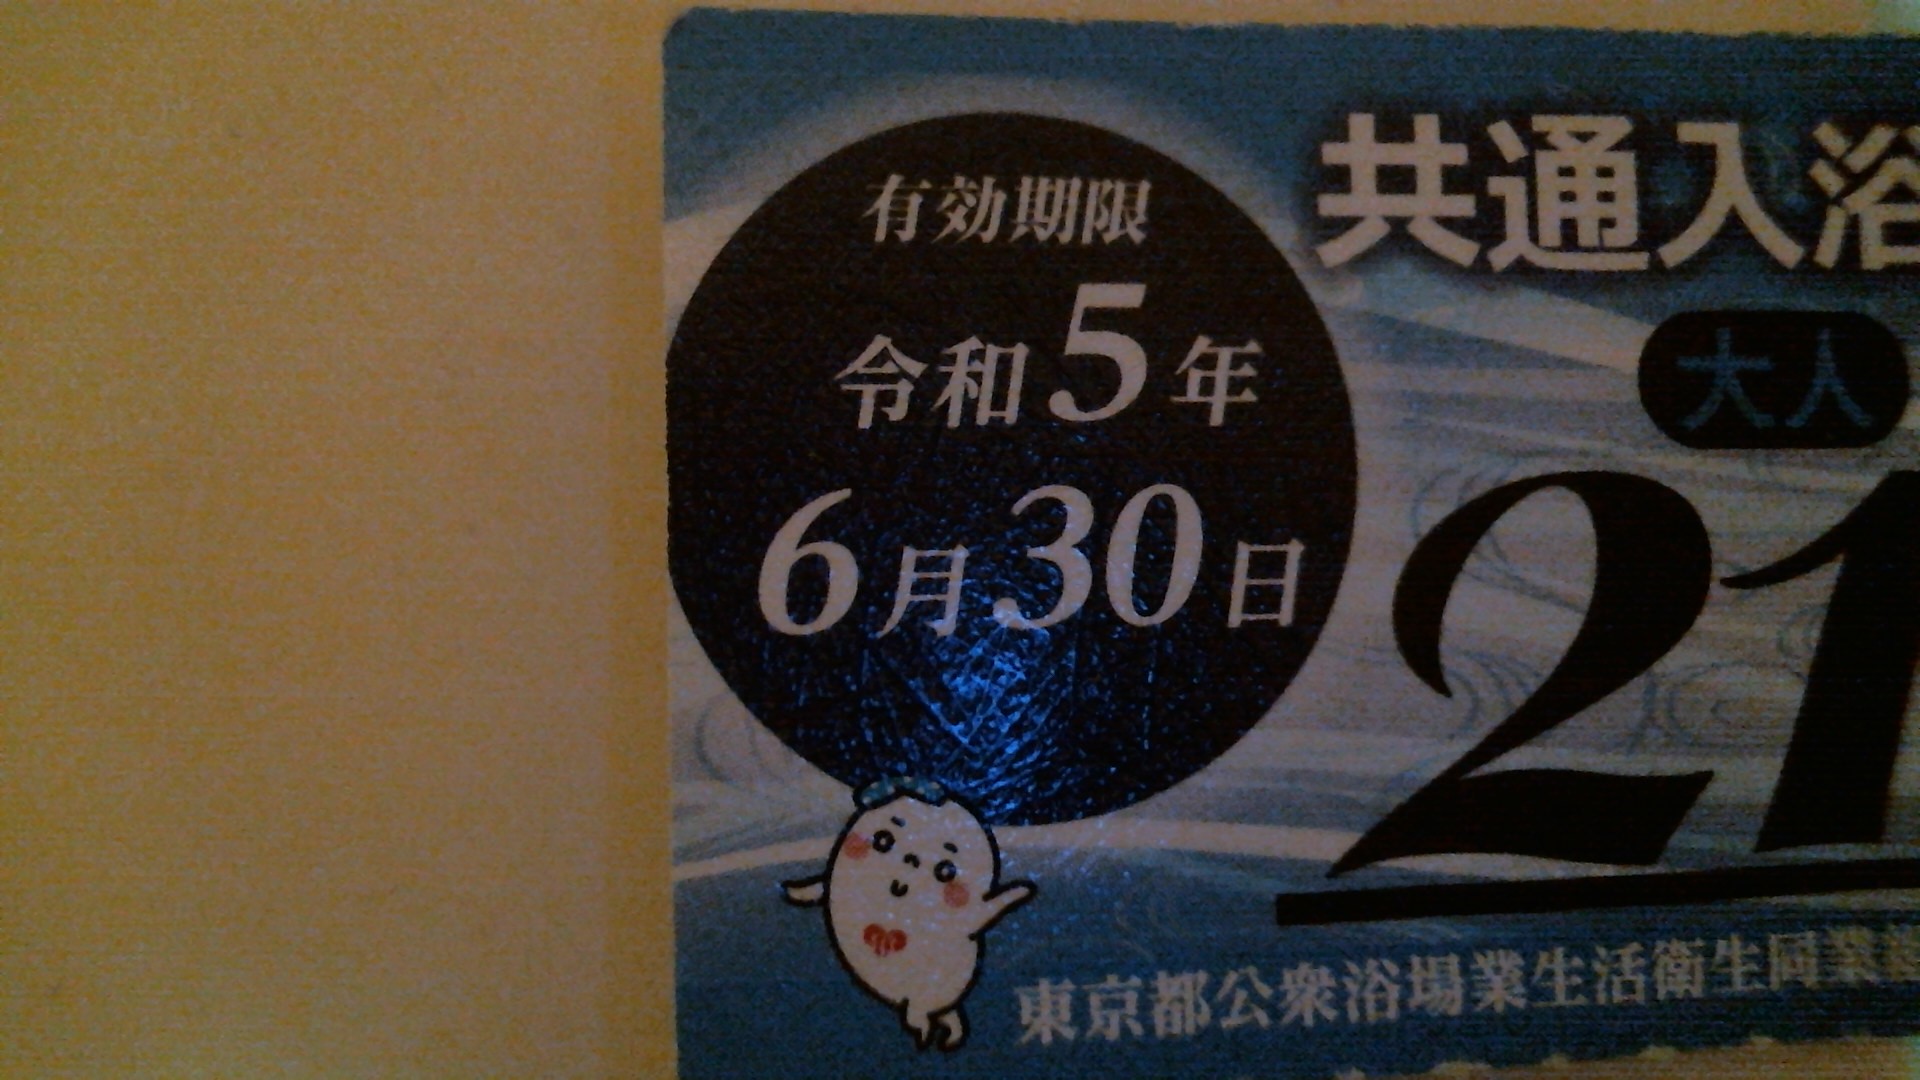 有効期限
令和5年
6月30日
共通入浴
大人
21
東京都公衆浴場業生活衛生同業